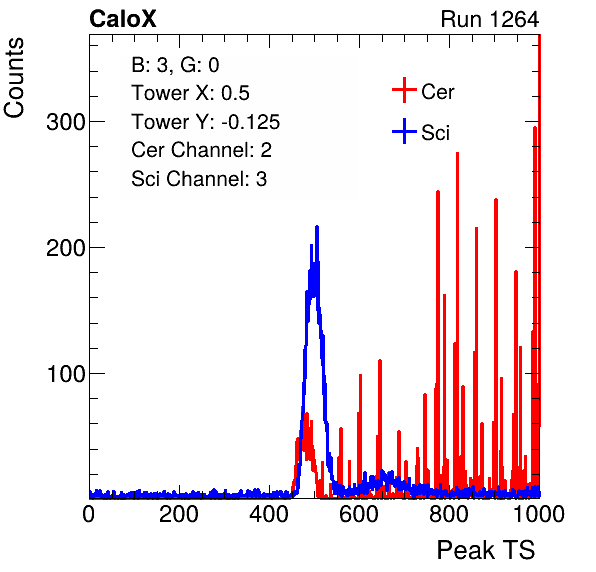 CaloX Run 1264
Counts
B: 3, G: 0
Tower X: 0.5
Tower Y: -0.125
Cer Channel: 2
Sci Channel: 3
Cer
Sci
300
200
100
0 200 400 600 800 1000
Peak TS